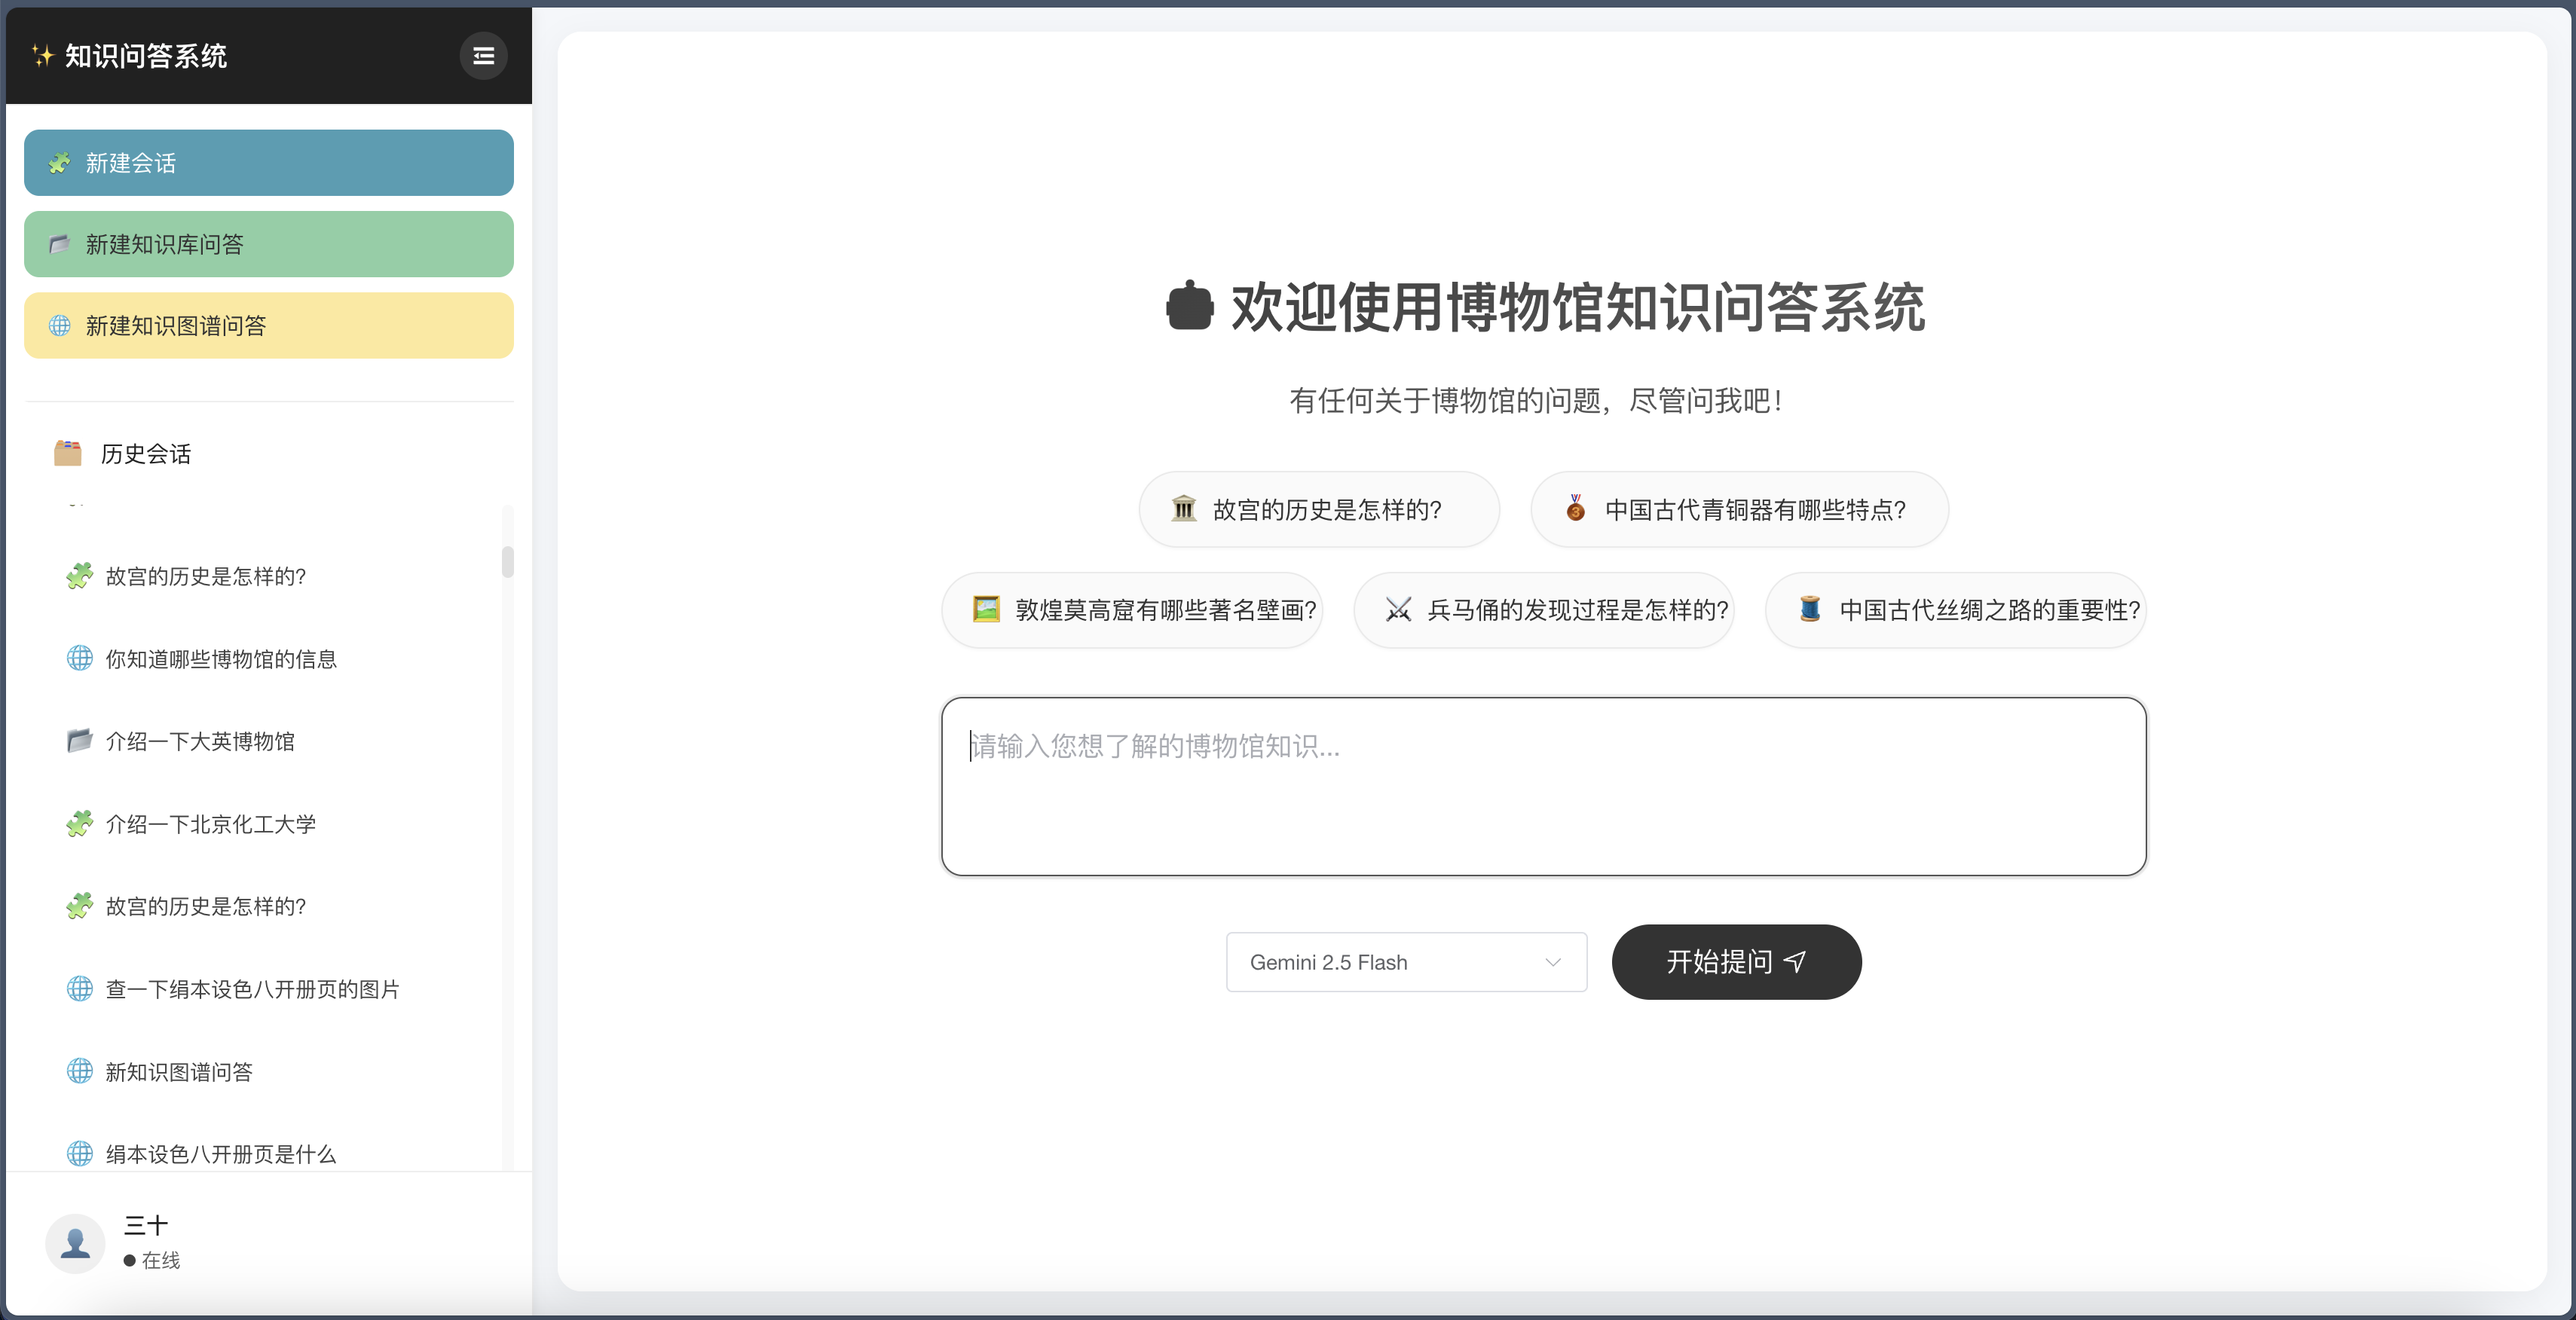 知识问答系统
新建会话
新建知识库问答
新建知识图谱问答
历史会话
故宫的历史是怎样的?
你知道哪些博物馆的信息
介绍一下大英博物馆
介绍一下北京化工大学
故宫的历史是怎样的?
查一下绢本设色八开册页的图片
新知识图谱问答
绢本设色八开册页是什么
三十
在线
欢迎使用博物馆知识问答系统
有任何关于博物馆的问题，尽管问我吧！
故宫的历史是怎样的?
中国古代青铜器有哪些特点?
敦煌莫高窟有哪些著名壁画?
兵马俑的发现过程是怎样的?
中国古代丝绸之路的重要性?
请输入您想了解的博物馆知识...
Gemini 2.5 Flash
开始提问